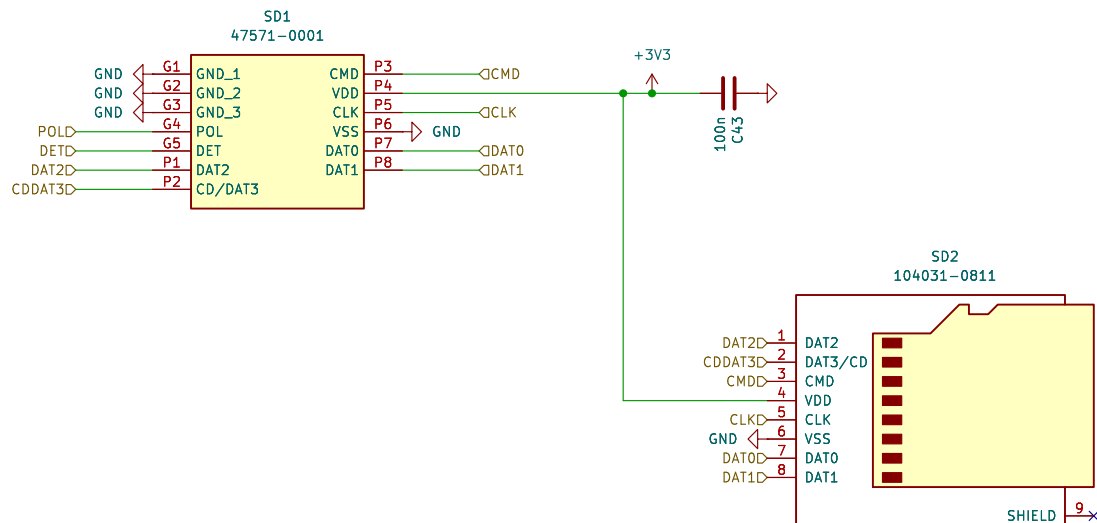 SD1
47571-0001
GND G1 GND_1 CMD P3 CMD
GND G2 GND_2 VDD P4
GND G3 GND_3 CLK P5 CLK
POL G4 POL VSS P6 GND
DET G5 DET DAT0 P7 DAT0
DAT2 P1 DAT2 DAT1 P8 DAT1
CDDAT3 P2 CD/DAT3
+3V3
100n
C43
SD2
104031-0811
DAT2 1 DAT2
CDDAT3 2 DAT3/CD
CMD 3 CMD
4 VDD
CLK 5 CLK
GND 6 VSS
DAT0 7 DAT0
DAT1 8 DAT1
SHIELD 9